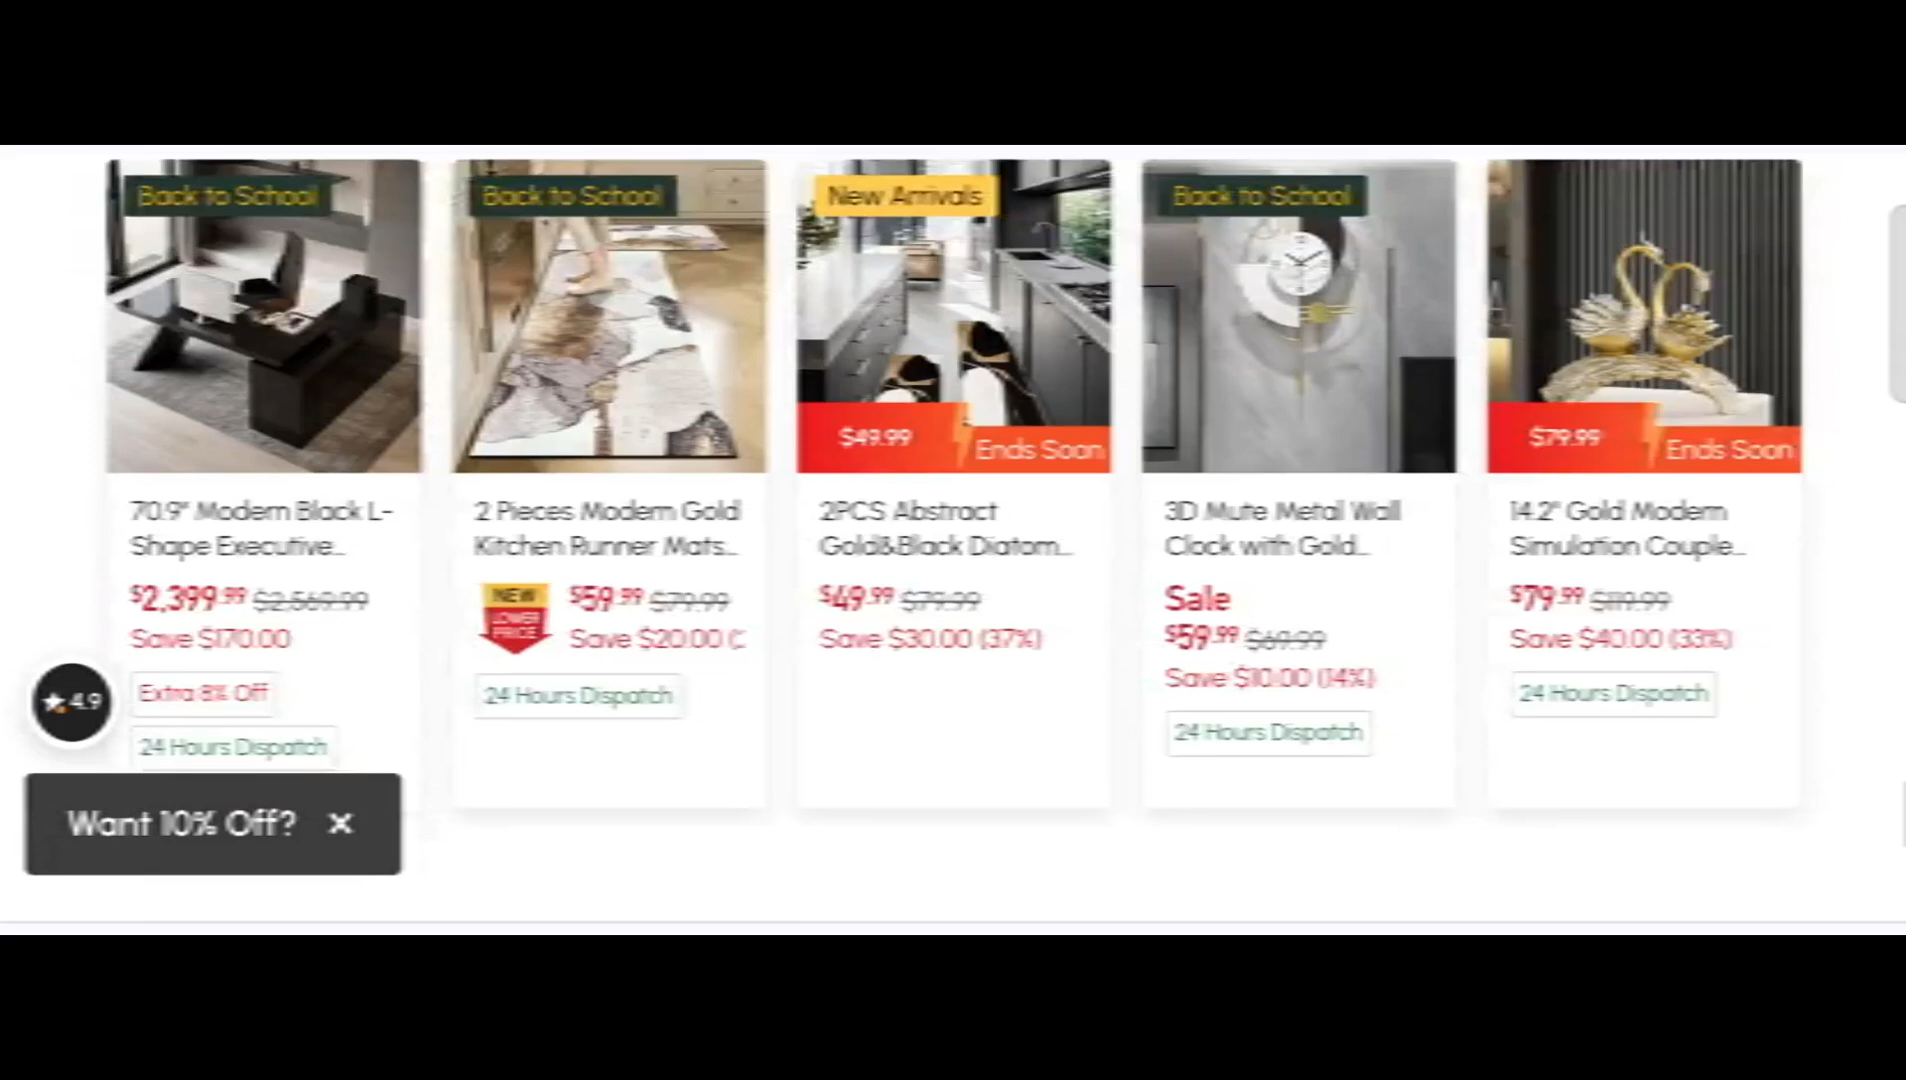 Back to School
Back to School
New Arrivals
Back to School
$49.99
Ends Soon
$79.99
Ends Soon
70.9" Modern Black L-
Shape Executive...
$2,399.99 $2,569.99
Save $170.00
Extra 8% Off
24 Hours Dispatch
2 Pieces Modern Gold
Kitchen Runner Mats...
NEW
LOWER
PRICE
$59.99 $79.99
Save $20.00 (
24 Hours Dispatch
2PCS Abstract
Gold&Black Diatom...
$49.99 $79.99
Save $30.00 (37%)
3D Mute Metal Wall
Clock with Gold...
Sale
$59.99 $69.99
Save $10.00 (14%)
24 Hours Dispatch
14.2" Gold Modern
Simulation Couple...
$79.99 $119.99
Save $40.00 (33%)
24 Hours Dispatch
★ 4.9
Want 10% Off? ×